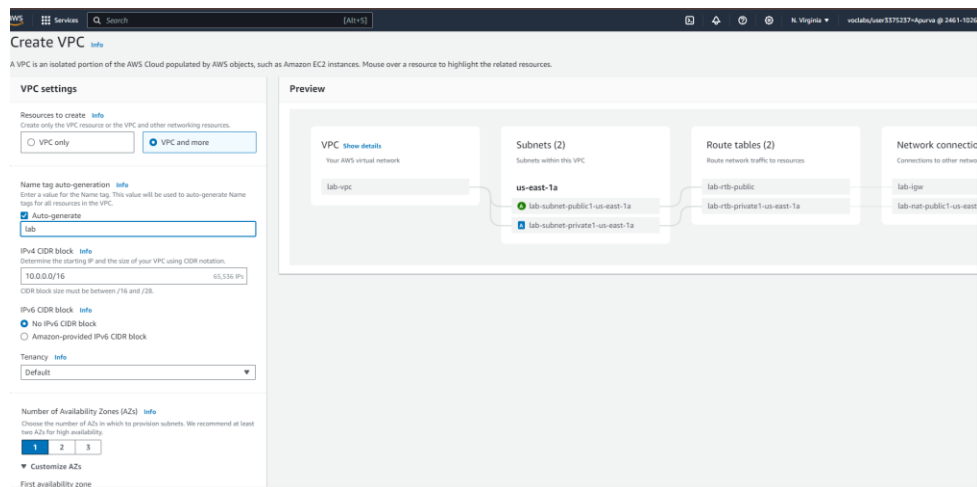 aws Services Search [Alt+S] N. Virginia voclabs/user3375237=Apurva @ 2461-1026
Create VPC Info
A VPC is an isolated portion of the AWS Cloud populated by AWS objects, such as Amazon EC2 instances. Mouse over a resource to highlight the related resources.
VPC settings
Resources to create Info
Create only the VPC resource or the VPC and other networking resources.
VPC only VPC and more
Name tag auto-generation Info
Enter a value for the Name tag. This value will be used to auto-generate Name
tags for all resources in the VPC.
Auto-generate
lab
IPv4 CIDR block Info
Determine the starting IP and the size of your VPC using CIDR notation.
10.0.0.0/16 65,536 IPs
CIDR block size must be between /16 and /28.
IPv6 CIDR block Info
No IPv6 CIDR block
Amazon-provided IPv6 CIDR block
Tenancy Info
Default
Number of Availability Zones (AZs) Info
Choose the number of AZs in which to provision subnets. We recommend at least
two AZs for high availability.
1 2 3
Customize AZs
First availability zone
Preview
VPC Show details
Your AWS virtual network
lab-vpc
Subnets (2)
Subnets within this VPC
us-east-1a
A lab-subnet-public1-us-east-1a
A lab-subnet-private1-us-east-1a
Route tables (2)
Route network traffic to resources
lab-rtb-public
lab-rtb-private1-us-east-1a
Network connectio
Connections to other netwo
lab-igw
lab-nat-public1-us-east